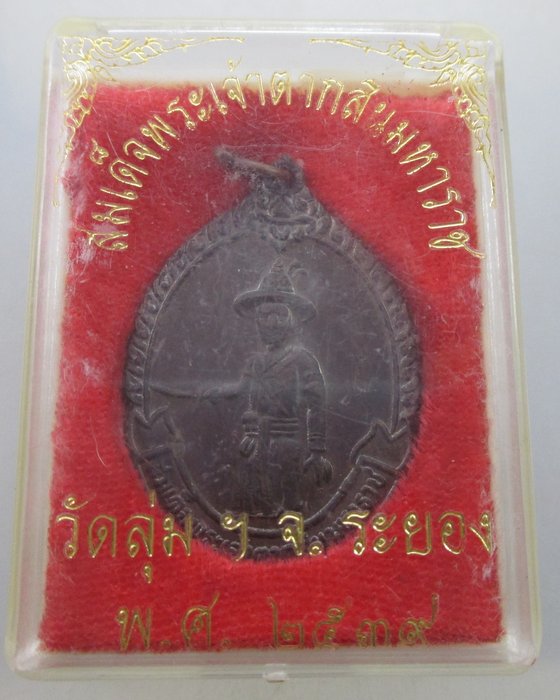 สมเด็จพระเจ้าตากสินมหาราช
วัดลุ่ม ฯ จ. ระยอง
พ.ศ. ๒๕๓๙